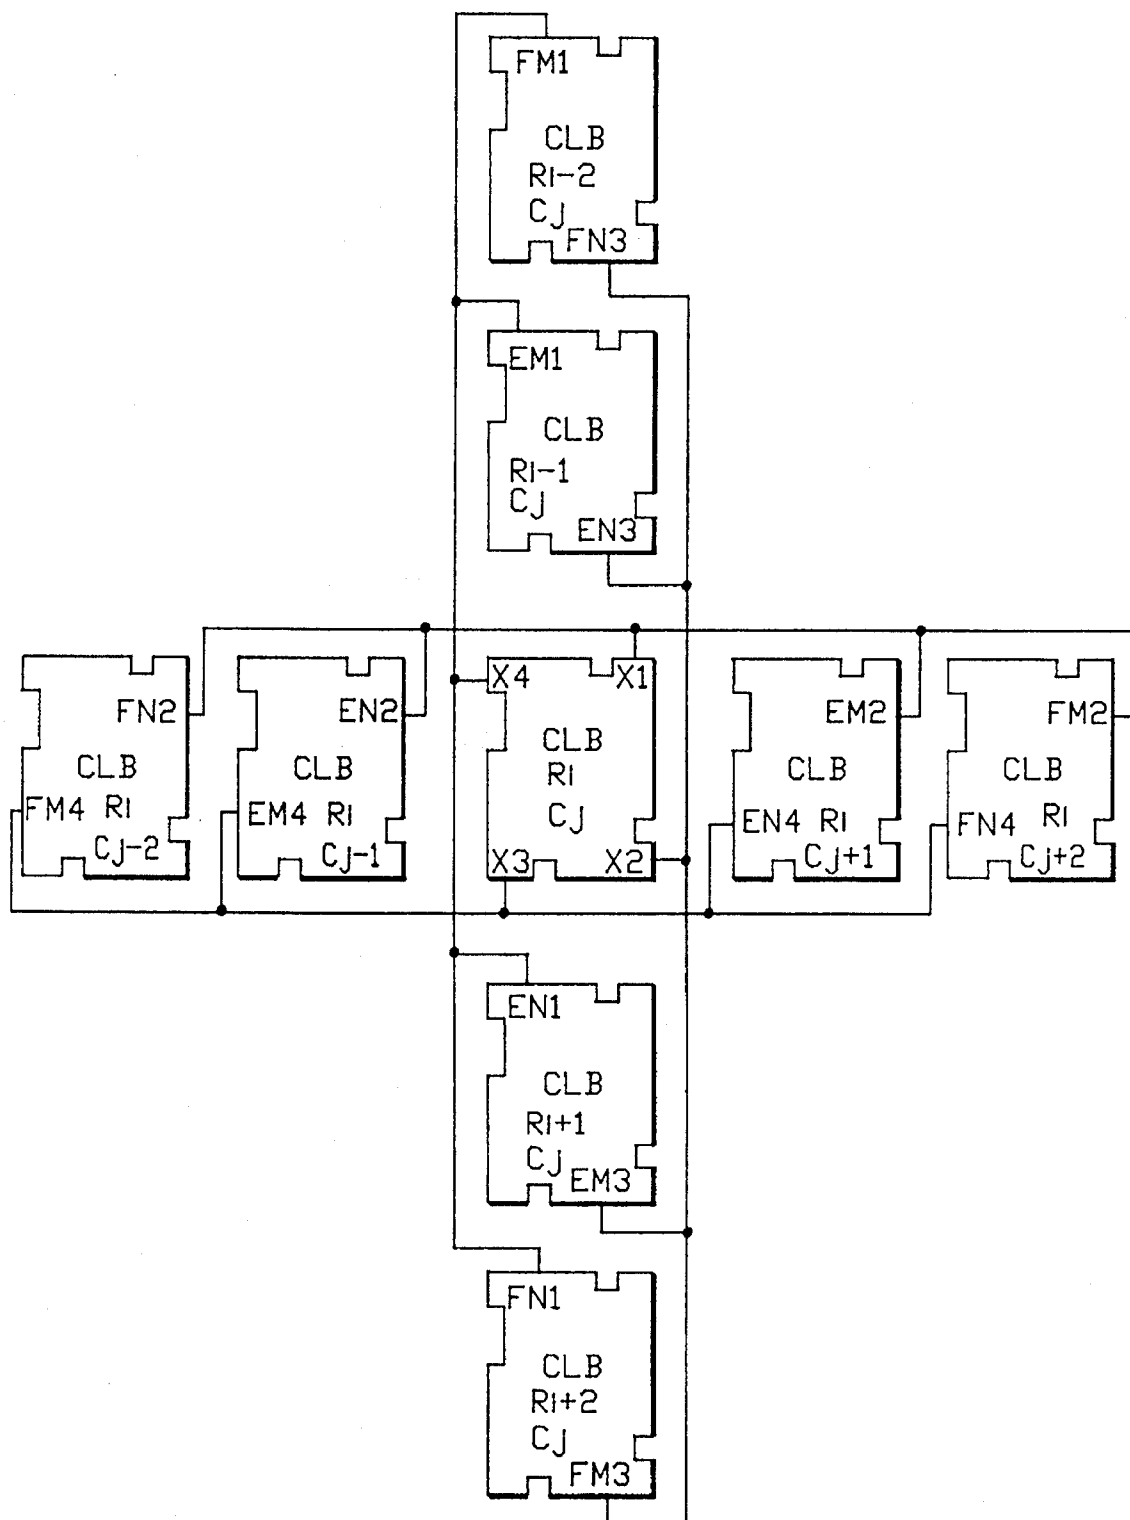 FM1
CLB
Ri-2
Cj
FN3
EM1
CLB
Ri-1
Cj
EN3
FN2
CLB
FM4 Ri
Cj-2
EN2
CLB
EM4 Ri
Cj-1
X4 X1
CLB
Ri
Cj
X3 X2
EM2
CLB
EN4 Ri
Cj+1
FM2
CLB
FN4 Ri
Cj+2
EN1
CLB
Ri+1
Cj
EM3
FN1
CLB
Ri+2
Cj
FM3